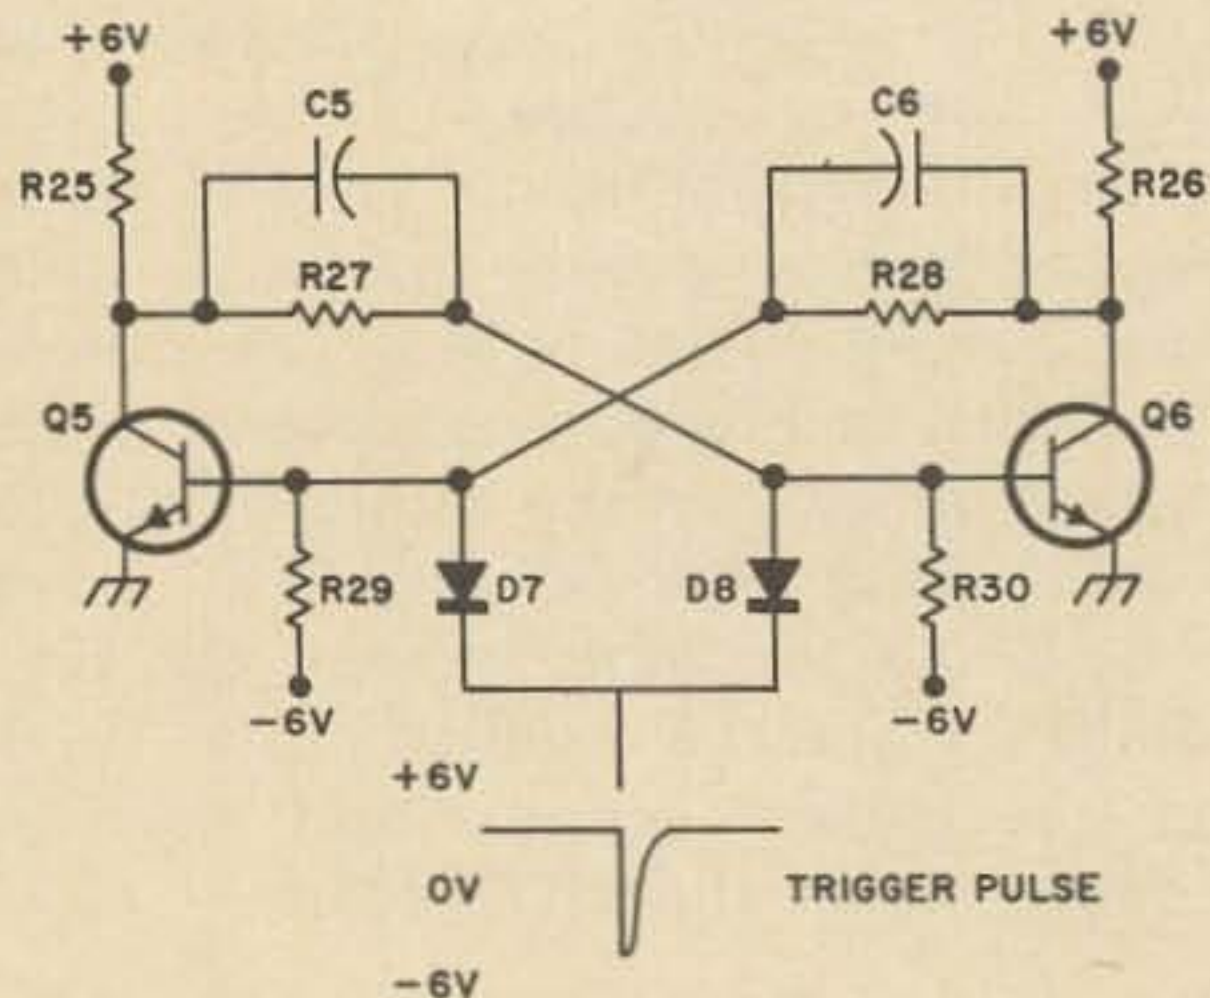 +6V
+6V
C5
C6
R25
R26
R27
R28
Q5
Q6
R29
D7
D8
R30
-6V
-6V
+6V
0V
TRIGGER PULSE
-6V